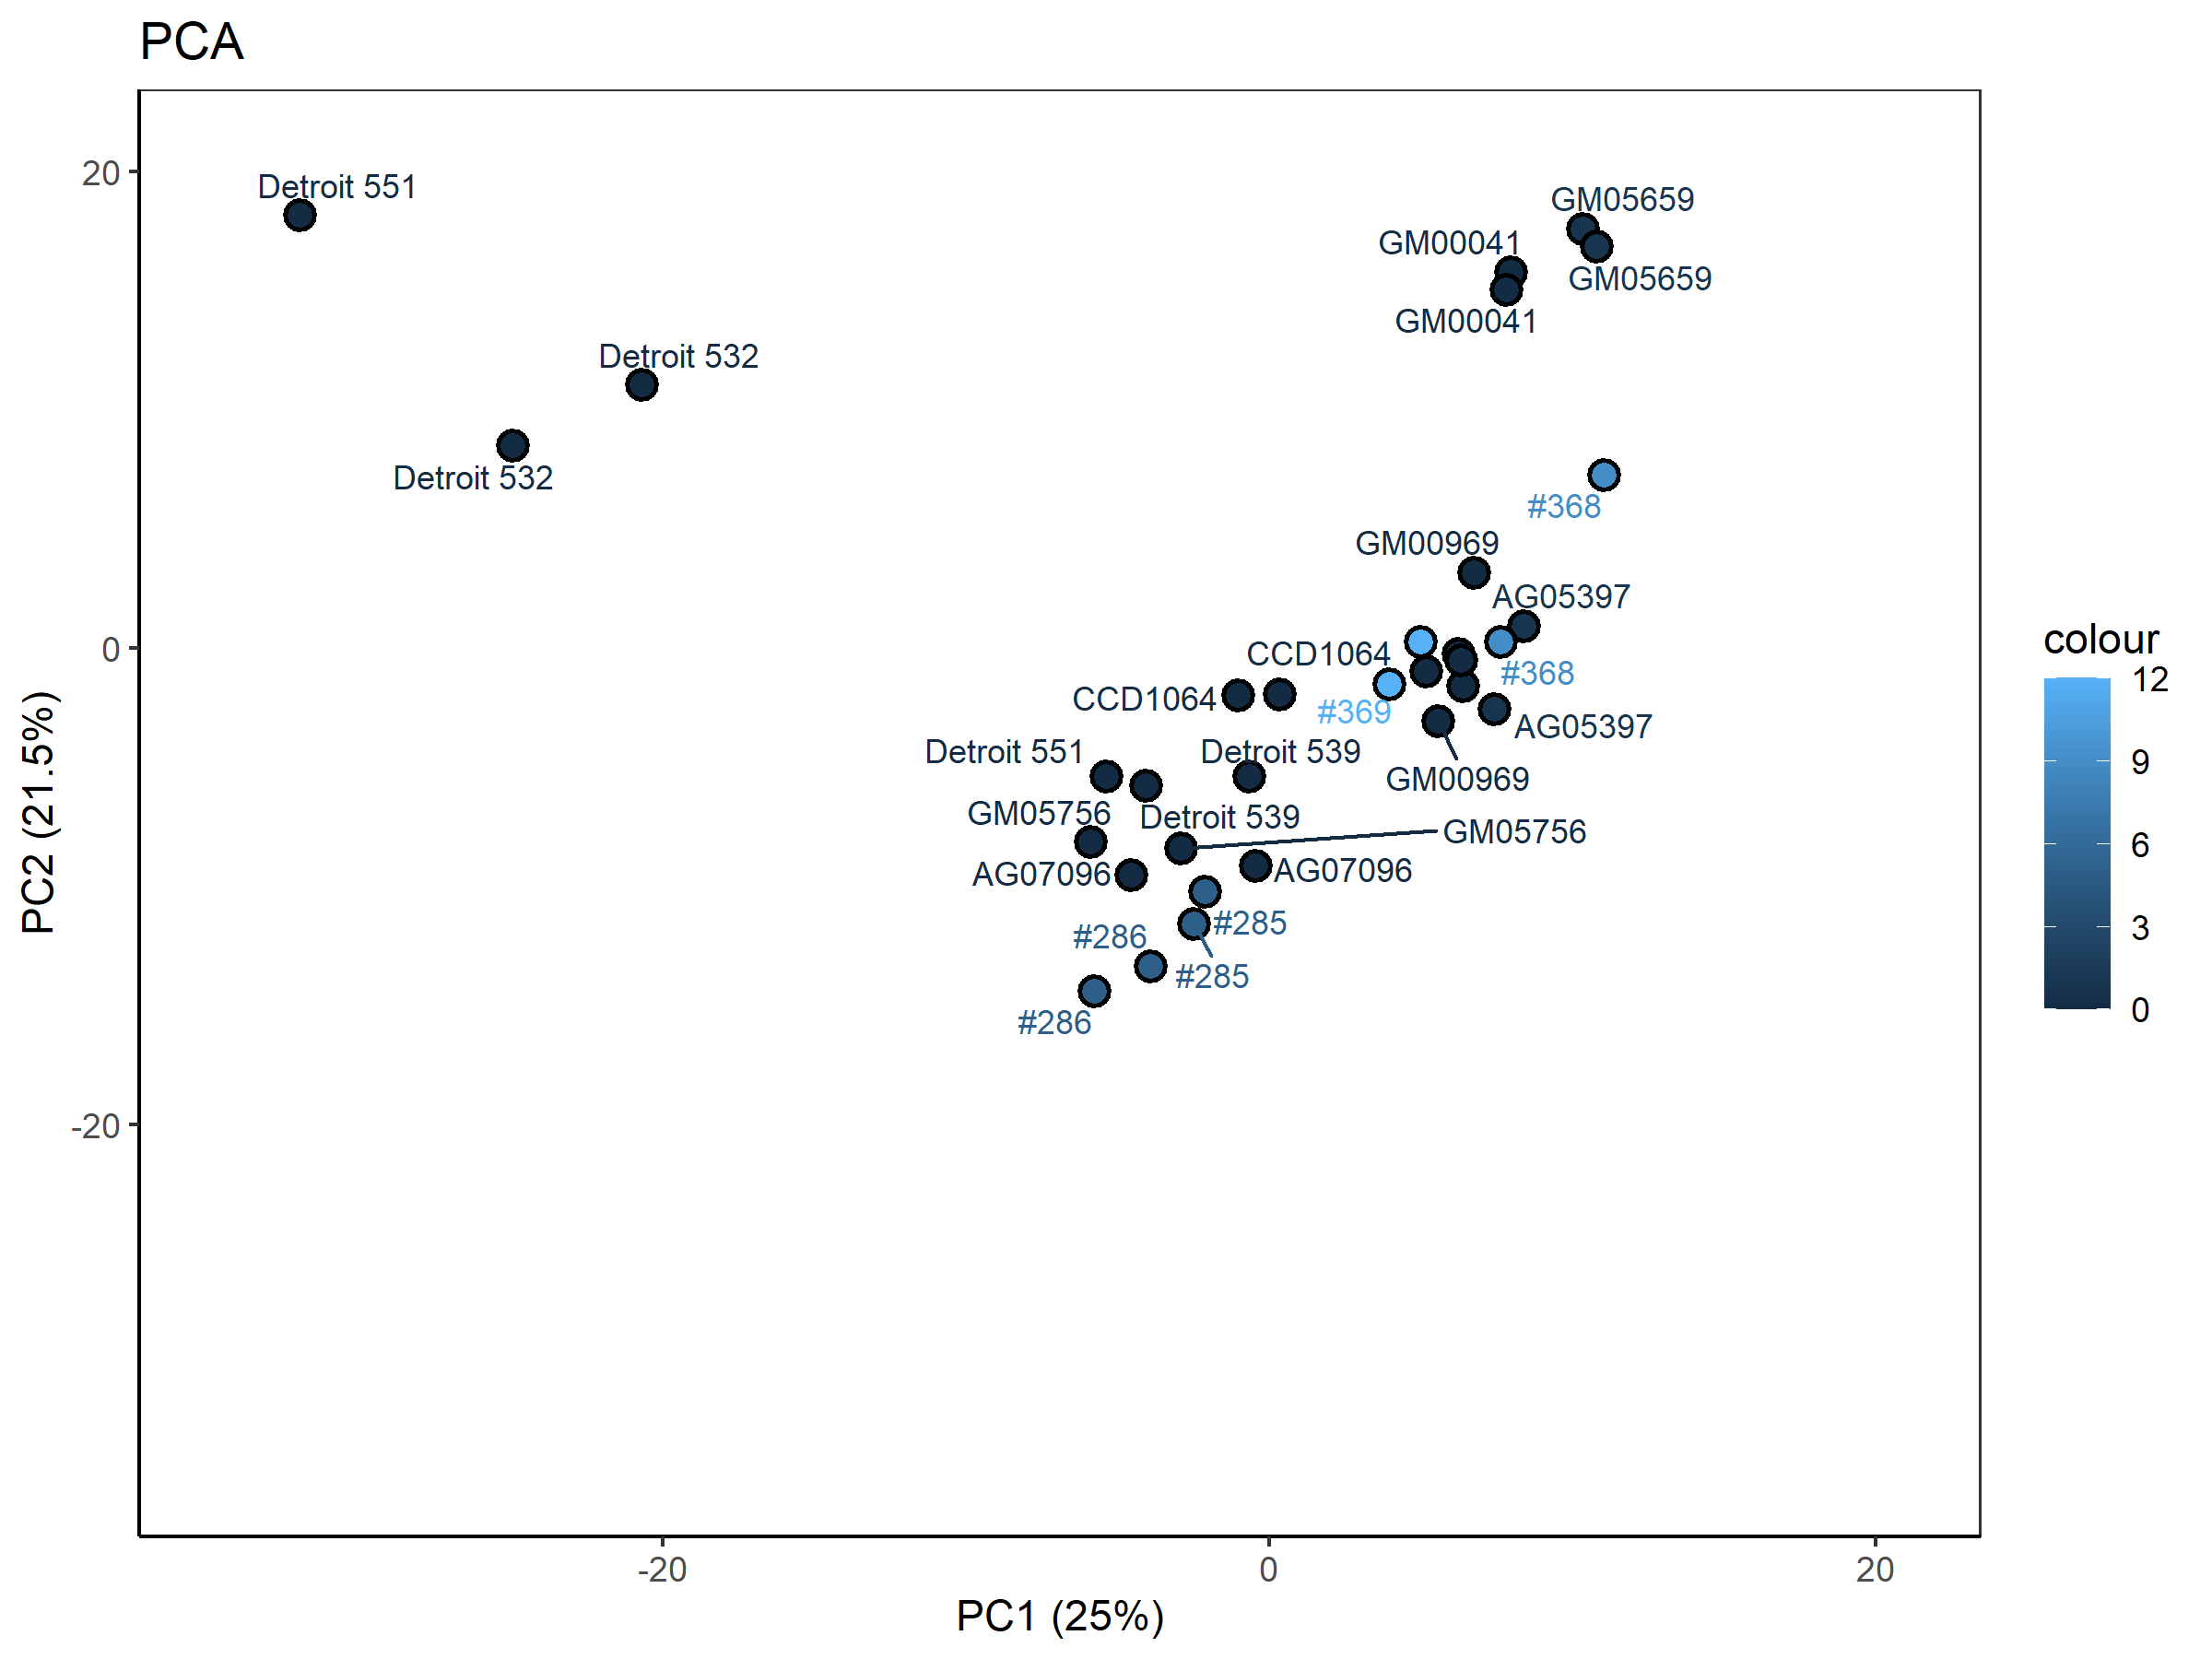 PCA
20
0
-20
PC2 (21.5%)
Detroit 551
GM05659
GM00041
GM05659
GM00041
Detroit 532
Detroit 532
#368
GM00969
AG05397
CCD1064
#368
CCD1064
#369
AG05397
Detroit 551
Detroit 539
GM00969
GM05756
Detroit 539
GM05756
AG07096
AG07096
#285
#286
#285
#286
-20
0
20
PC1 (25%)
colour
12
9
6
3
0